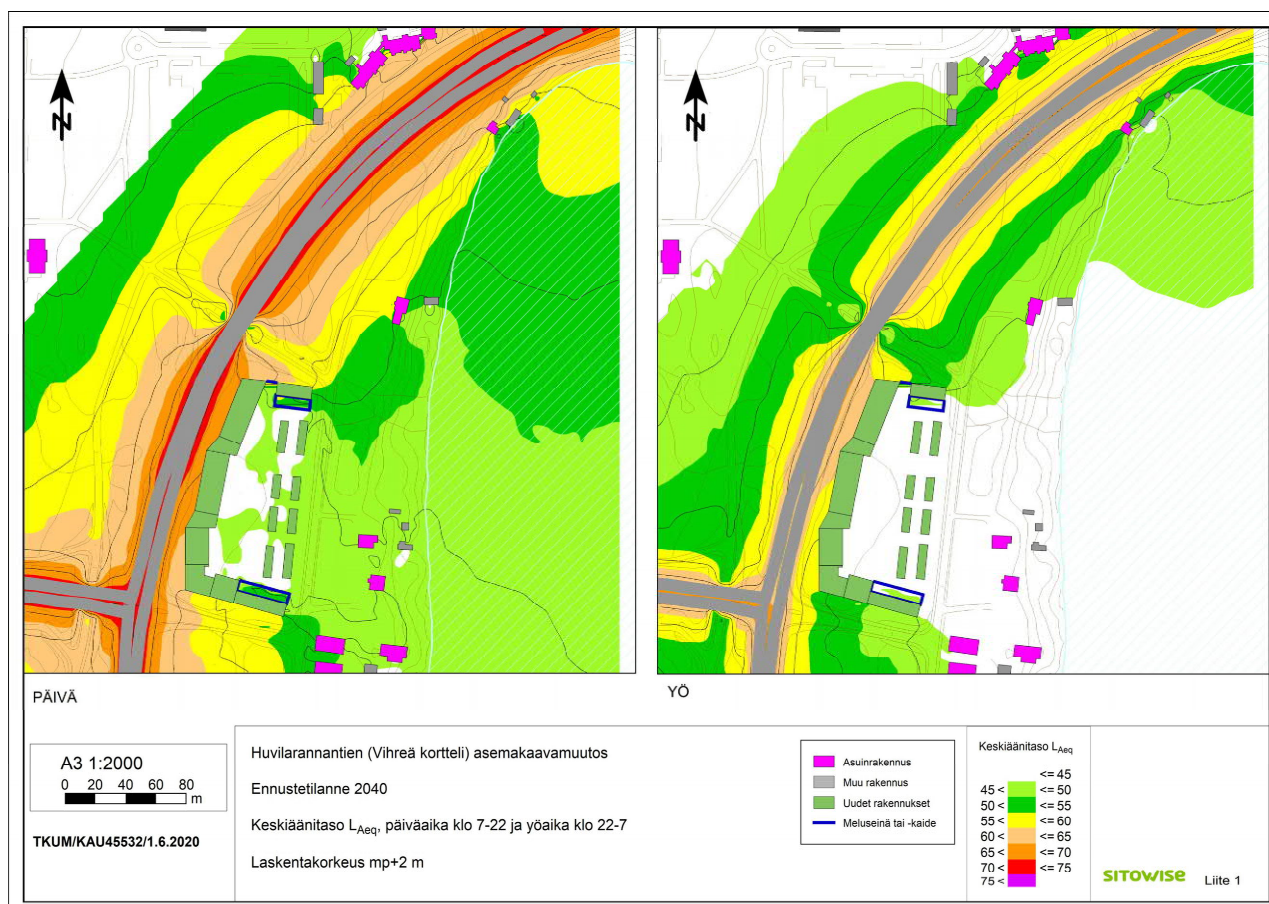 N
N
PÄIVÄ
YÖ
A3 1:2000
0 20 40 60 80
m
TKUM/KAU45532/1.6.2020
Huvilarannantien (Vihreä kortteli) asemakaavamuutos
Ennustetilanne 2040
Keskiäänitaso LAeq, päiväaika klo 7-22 ja yöaika klo 22-7
Laskentakorkeus mp+2 m
Asuinrakennus
Muu rakennus
Uudet rakennukset
Meluseinä tai -kaide
Keskiäänitaso LAeq
<= 45
45 < <= 50
50 < <= 55
55 < <= 60
60 < <= 65
65 < <= 70
70 < <= 75
75 <
SITOWISE
Liite 1